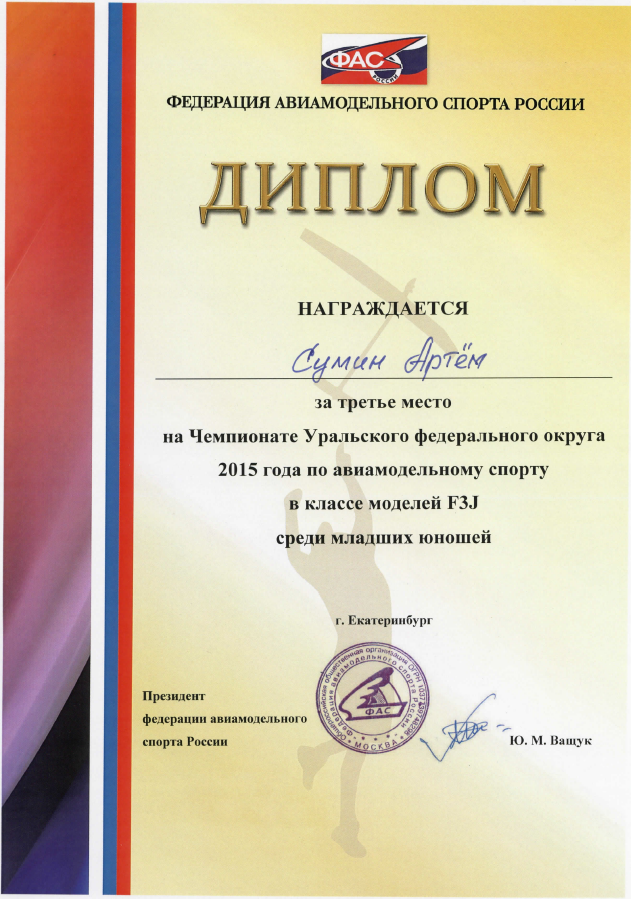 ФАС
РОССИИ
ФЕДЕРАЦИЯ АВИАМОДЕЛЬНОГО СПОРТА РОССИИ
ДИПЛОМ
НАГРАЖДАЕТСЯ
Сумин Артём
за третье место
на Чемпионате Уральского федерального округа
2015 года по авиамодельному спорту
в классе моделей F3J
среди младших юношей
г. Екатеринбург
Общероссийская общественная организация ОГРН
Федерация авиамодельного спорта России
ФАС
МОСКВА
Президент
федерации авиамодельного
спорта России
Ю. М. Ващук